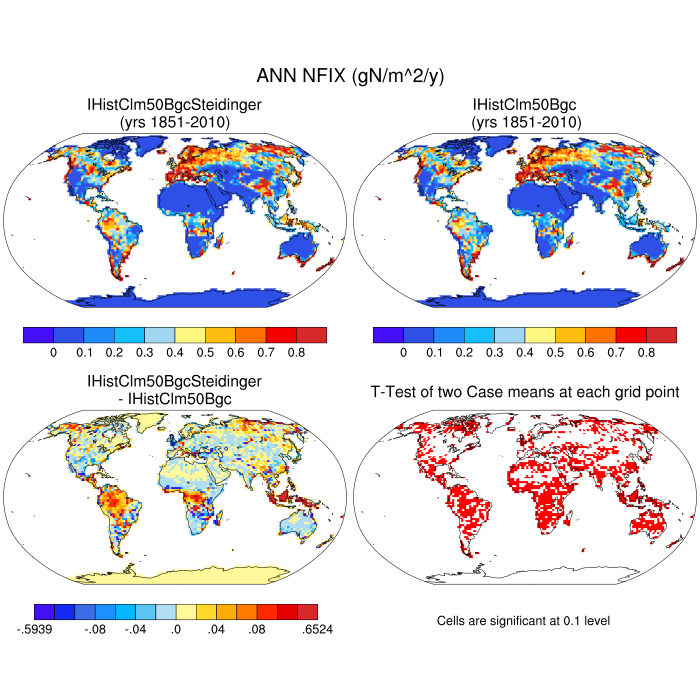 ANN NFIX (gN/m^2/y)
IHistClm50BgcSteidinger
(yrs 1851-2010)
IHistClm50Bgc
(yrs 1851-2010)
0 0.1 0.2 0.3 0.4 0.5 0.6 0.7 0.8
0 0.1 0.2 0.3 0.4 0.5 0.6 0.7 0.8
IHistClm50BgcSteidinger
- IHistClm50Bgc
T-Test of two Case means at each grid point
-.5939 -.08 -.04 .0 .04 .08 .6524
Cells are significant at 0.1 level